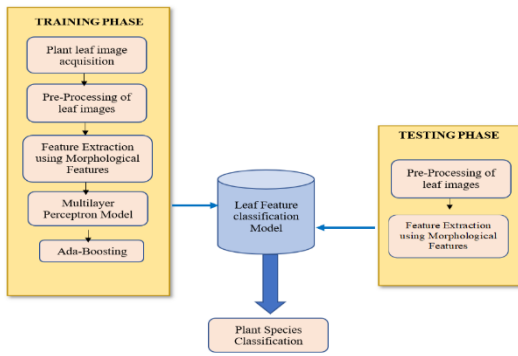 TRAINING PHASE
Plant leaf image
acquisition
Pre-Processing of
leaf images
Feature Extraction
using Morphological
Features
Multilayer
Perceptron Model
Ada-Boosting
Leaf Feature
classification
Model
Plant Species
Classification
TESTING PHASE
Pre-Processing of
leaf images
Feature Extraction
using Morphological
Features